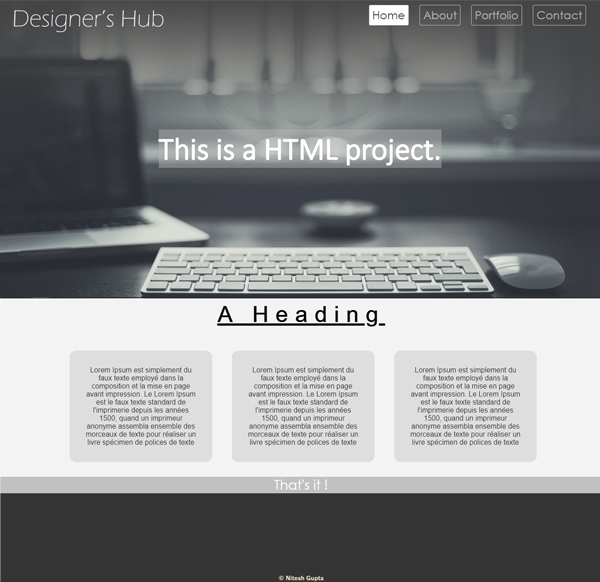 Designer's Hub
Home About Portfolio Contact
This is a HTML project.
A Heading
Lorem Ipsum est simplement du
faux texte employé dans la
composition et la mise en page
avant impression. Le Lorem Ipsum
est le faux texte standard de
l'imprimerie depuis les années
1500, quand un imprimeur
anonyme assembla ensemble des
morceaux de texte pour réaliser un
livre spécimen de polices de texte
Lorem Ipsum est simplement du
faux texte employé dans la
composition et la mise en page
avant impression. Le Lorem Ipsum
est le faux texte standard de
l'imprimerie depuis les années
1500, quand un imprimeur
anonyme assembla ensemble des
morceaux de texte pour réaliser un
livre spécimen de polices de texte
Lorem Ipsum est simplement du
faux texte employé dans la
composition et la mise en page
avant impression. Le Lorem Ipsum
est le faux texte standard de
l'imprimerie depuis les années
1500, quand un imprimeur
anonyme assembla ensemble des
morceaux de texte pour réaliser un
livre spécimen de polices de texte
That's it !
© Nitesh Gupta